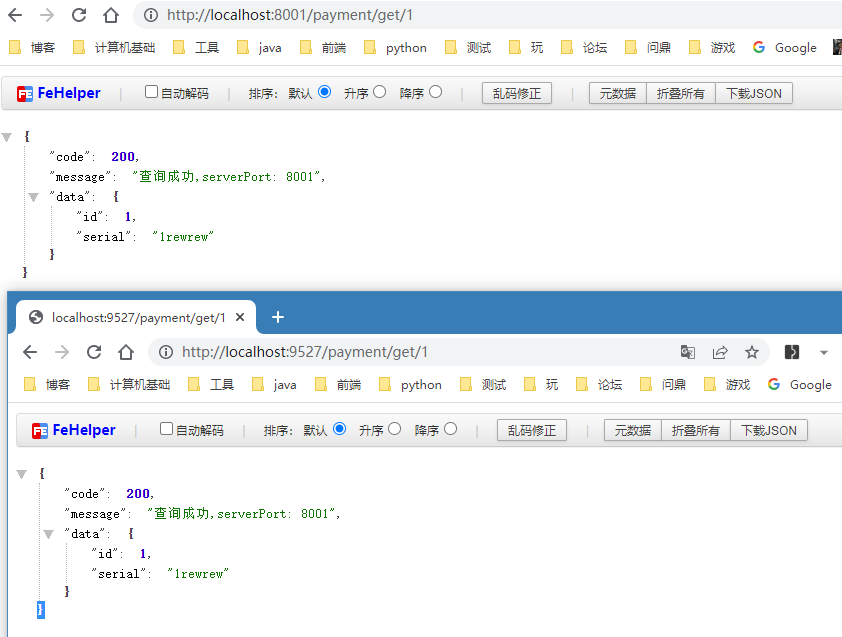 http://localhost:8001/payment/get/1
博客 计算机基础 工具 java 前端 python 测试 玩 论坛 问鼎 游戏 Google
FeHelper 自动解码 排序: 默认 升序 降序 乱码修正 元数据 折叠所有 下载JSON
{
"code": 200,
"message": "查询成功,serverPort: 8001",
"data": {
"id": 1,
"serial": "1rewrew"
}
}
localhost:9527/payment/get/1
http://localhost:9527/payment/get/1
博客 计算机基础 工具 java 前端 python 测试 玩 论坛 问鼎 游戏 Google
FeHelper 自动解码 排序: 默认 升序 降序 乱码修正 元数据 折叠所有 下载JSON
{
"code": 200,
"message": "查询成功,serverPort: 8001",
"data": {
"id": 1,
"serial": "1rewrew"
}
}